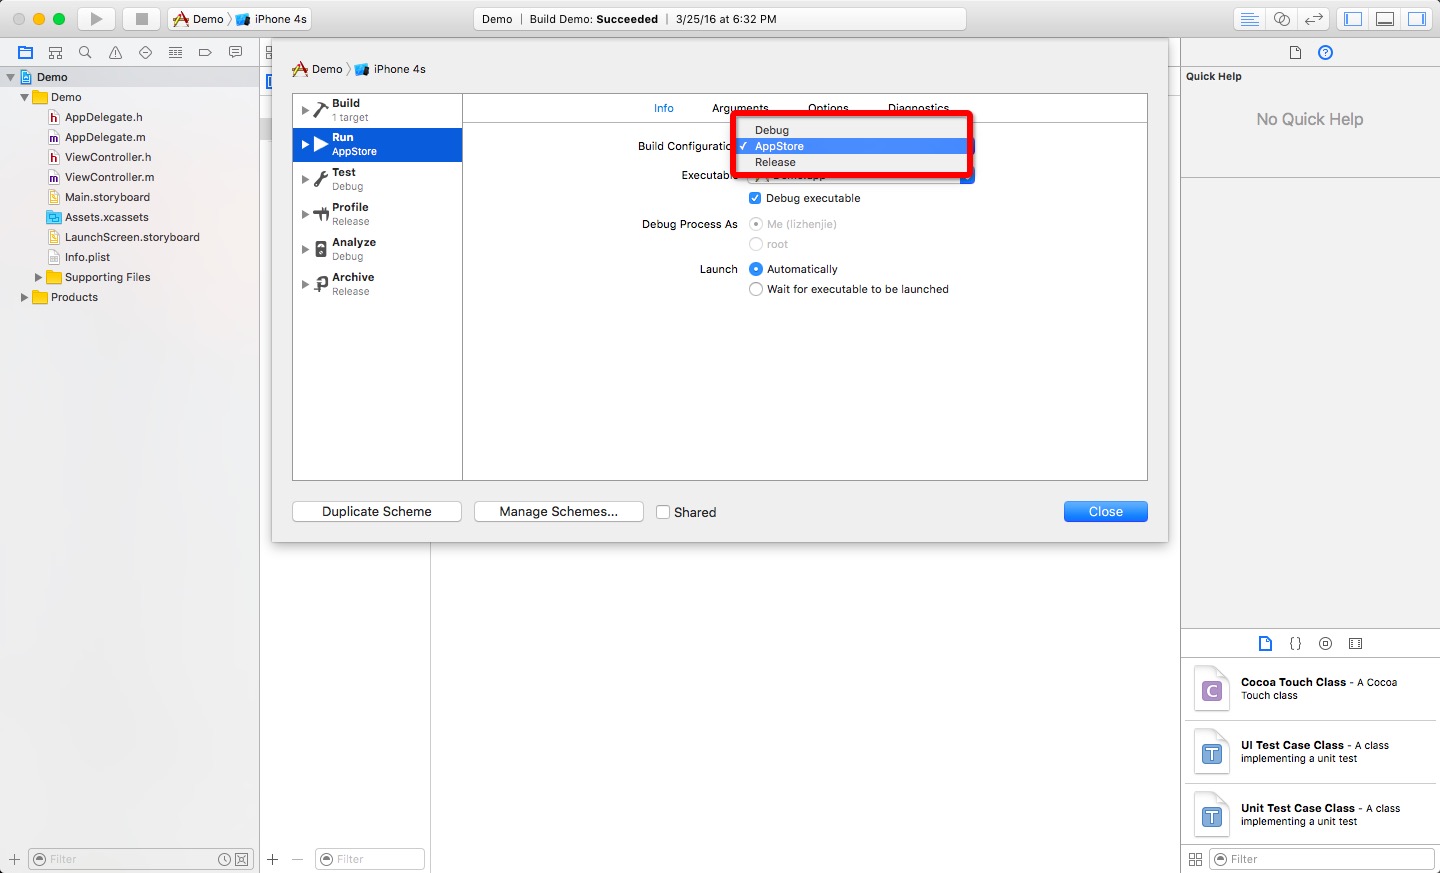 Demo
iPhone 4s
Demo | Build Demo: Succeeded | 3/25/16 at 6:32 PM
Demo
Demo
AppDelegate.h
AppDelegate.m
ViewController.h
ViewController.m
Main.storyboard
Assets.xcassets
LaunchScreen.storyboard
Info.plist
Supporting Files
Products
Filter
Filter
Demo
iPhone 4s
Build
1 target
Run
AppStore
Test
Debug
Profile
Release
Analyze
Debug
Archive
Release
Info
Arguments
Options
Diagnostics
Build Configuration
Debug
AppStore
Release
Executable
Demo.app
Debug executable
Debug Process As
Me (lizhenjie)
root
Launch
Automatically
Wait for executable to be launched
Duplicate Scheme
Manage Schemes...
Shared
Close
Quick Help
No Quick Help
Cocoa Touch Class - A Cocoa
Touch class
UI Test Case Class - A class
implementing a unit test
Unit Test Case Class - A class
implementing a unit test
Filter